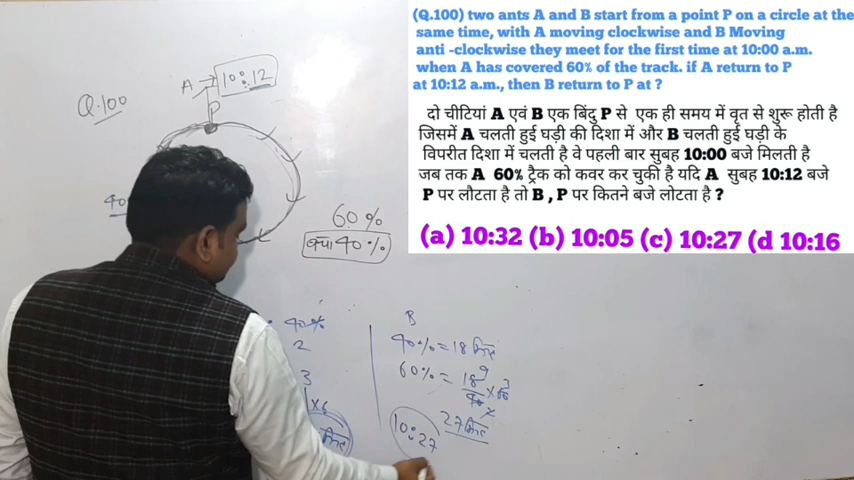 (Q.100) two ants A and B start from a point P on a circle at the
same time, with A moving clockwise and B Moving
anti -clockwise they meet for the first time at 10:00 a.m.
when A has covered 60% of the track. if A return to P
at 10:12 a.m., then B return to P at ?
दो चीटियां A एवं B एक बिंदु P से एक ही समय में वृत से शुरू होती है
जिसमें A चलती हुई घड़ी की दिशा में और B चलती हुई घड़ी के
विपरीत दिशा में चलती है वे पहली बार सुबह 10:00 बजे मिलती है
जब तक A 60% ट्रैक को कवर कर चुकी है यदि A सुबह 10:12 बजे
P पर लौटता है तो B , P पर कितने बजे लोटता है ?
(a) 10:32 (b) 10:05 (c) 10:27 (d 10:16
Q.100
A → 10:12
P
60%
बचा 40%
40%
2
3
B
40% = 18 मिनट
60% =
27 मिनट
10:27